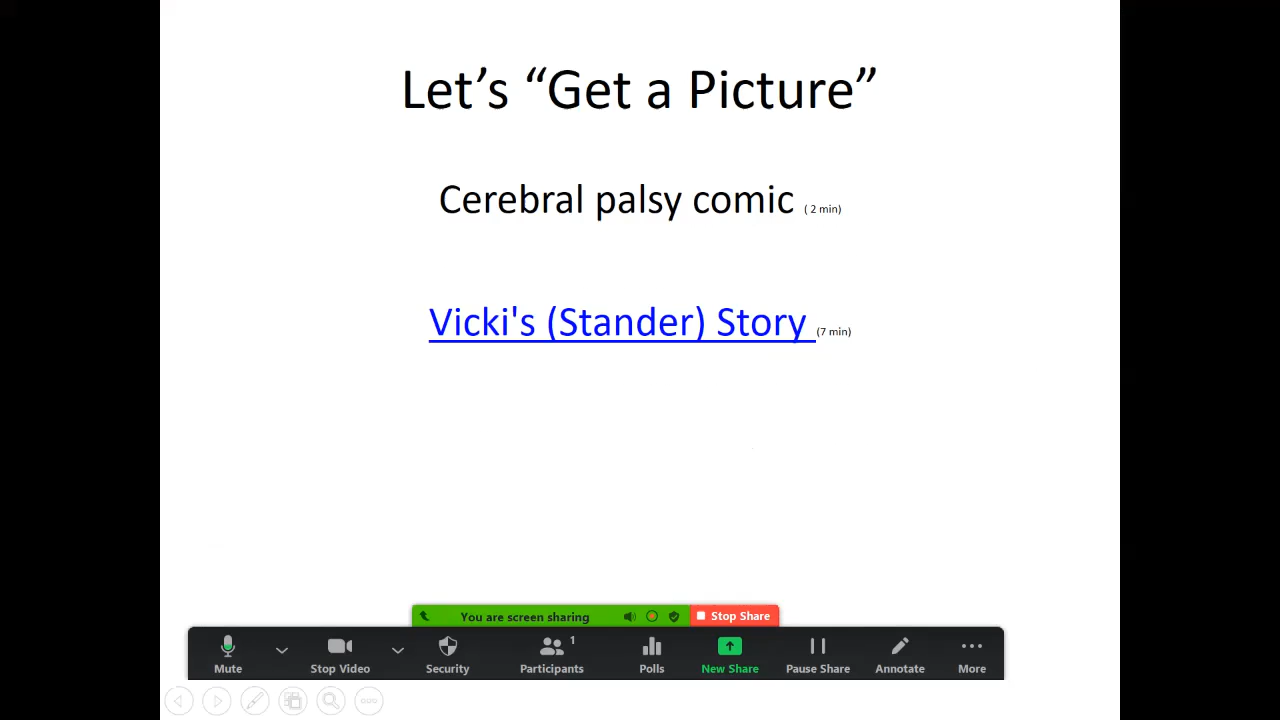 Let’s “Get a Picture”
Cerebral palsy comic ( 2 min)
Vicki's (Stander) Story (7 min)
You are screen sharing Stop Share
1
Mute Stop Video Security Participants Polls New Share Pause Share Annotate More